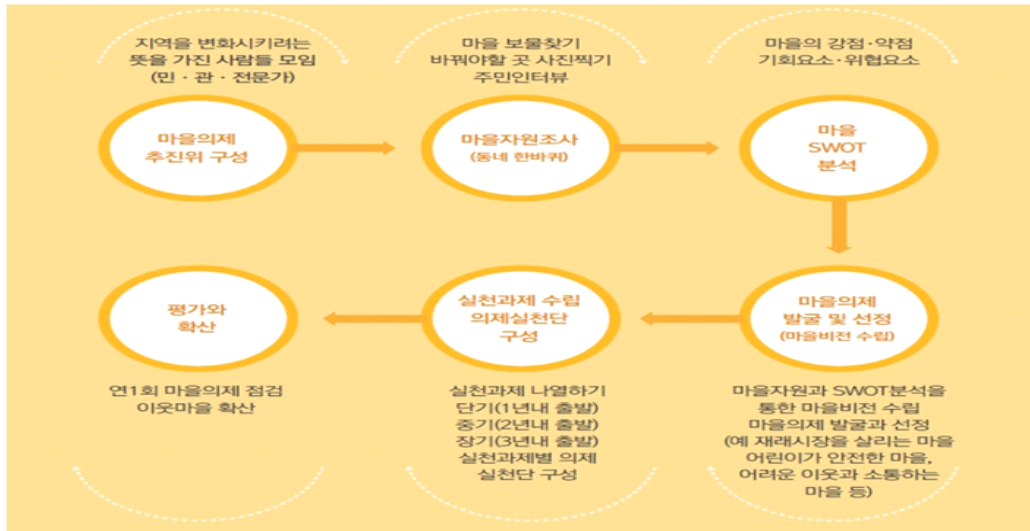 지역을 변화시키려는
뜻을 가진 사람들 모임
(민 · 관 · 전문가)
마을의제
추진위 구성
마을 보물찾기
바꿔야할 곳 사진찍기
주민인터뷰
마을자원조사
(동네 한바퀴)
마을의 강점·약점
기회요소·위협요소
마을
SWOT
분석
마을의제
발굴 및 선정
(마을비전 수립)
마을자원과 SWOT분석을
통한 마을비전 수립
마을의제 발굴과 선정
(예 재래시장을 살리는 마을
어린이가 안전한 마을,
어려운 이웃과 소통하는
마을 등)
실천과제 수립
의제실천단
구성
실천과제 나열하기
단기(1년내 출발)
중기(2년내 출발)
장기(3년내 출발)
실천과제별 의제
실천단 구성
평가와
확산
연1회 마을의제 점검
이웃마을 확산